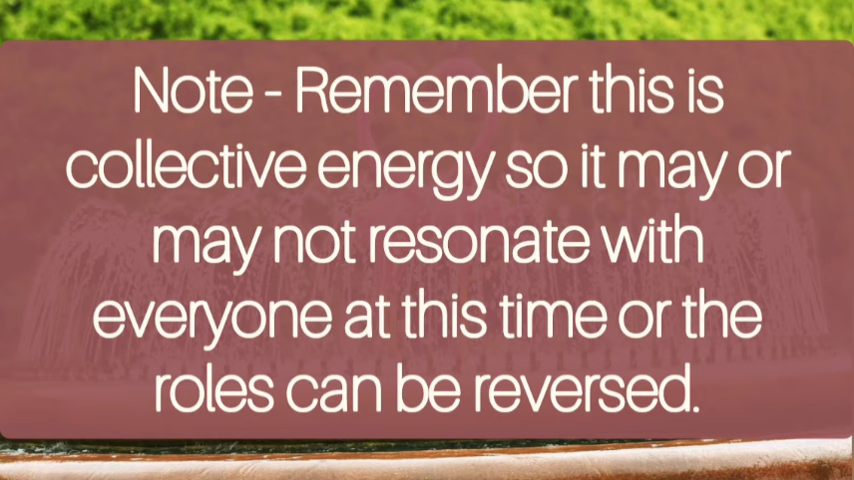 Note - Remember this is
collective energy so it may or
may not resonate with
everyone at this time or the
roles can be reversed.